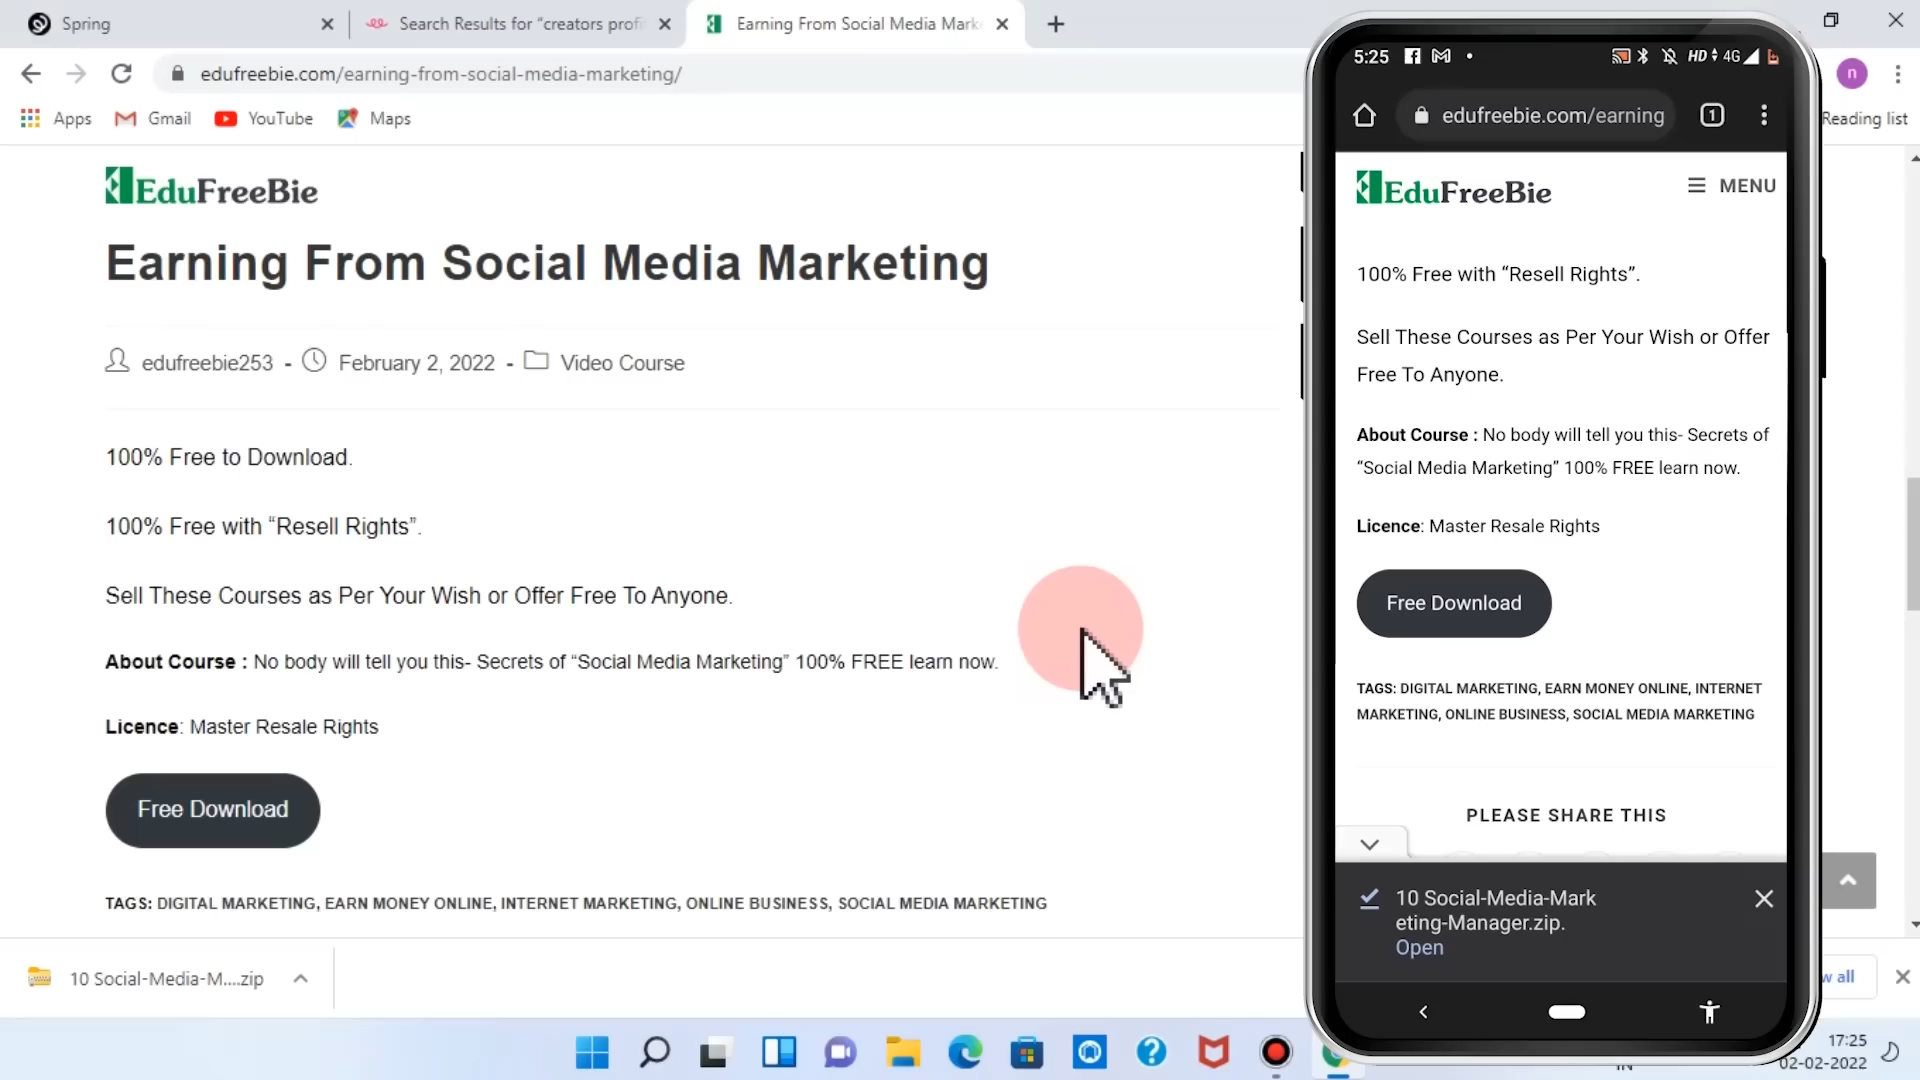 Spring
Search Results for “creators profi
Earning From Social Media Mark
edufreebie.com/earning-from-social-media-marketing/
n
Apps
Gmail
YouTube
Maps
Reading list
EduFreeBie
Earning From Social Media Marketing
edufreebie253 - February 2, 2022 - Video Course
100% Free to Download.
100% Free with “Resell Rights”.
Sell These Courses as Per Your Wish or Offer Free To Anyone.
About Course : No body will tell you this- Secrets of “Social Media Marketing” 100% FREE learn now.
Licence: Master Resale Rights
Free Download
TAGS: DIGITAL MARKETING, EARN MONEY ONLINE, INTERNET MARKETING, ONLINE BUSINESS, SOCIAL MEDIA MARKETING
10 Social-Media-M....zip
5:25
HD 4G
edufreebie.com/earning
1
EduFreeBie
MENU
100% Free with “Resell Rights”.
Sell These Courses as Per Your Wish or Offer
Free To Anyone.
About Course : No body will tell you this- Secrets of
“Social Media Marketing” 100% FREE learn now.
Licence: Master Resale Rights
Free Download
TAGS: DIGITAL MARKETING, EARN MONEY ONLINE, INTERNET
MARKETING, ONLINE BUSINESS, SOCIAL MEDIA MARKETING
PLEASE SHARE THIS
10 Social-Media-Mark
eting-Manager.zip.
Open
all
17:25
02-02-2022